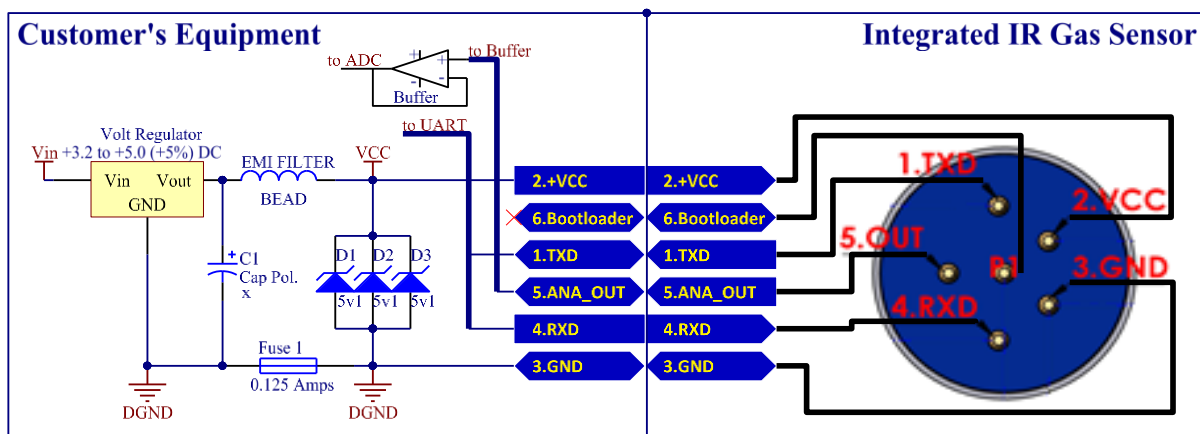 Customer's Equipment
Integrated IR Gas Sensor
to ADC
+
+
-
-
to Buffer
Buffer
to UART
Volt Regulator
Vin +3.2 to +5.0 (+5%) DC
EMI FILTER
VCC
Vin Vout
GND
BEAD
2.+VCC 2.+VCC
6.Bootloader 6.Bootloader
1.TXD 1.TXD
5.ANA_OUT 5.ANA_OUT
4.RXD 4.RXD
3.GND 3.GND
+
C1
Cap Pol.
x
D1 D2 D3
5v1 5v1 5v1
Fuse 1
0.125 Amps
DGND DGND
1.TXD
2.VCC
5.OUT
P1
3.GND
4.RXD